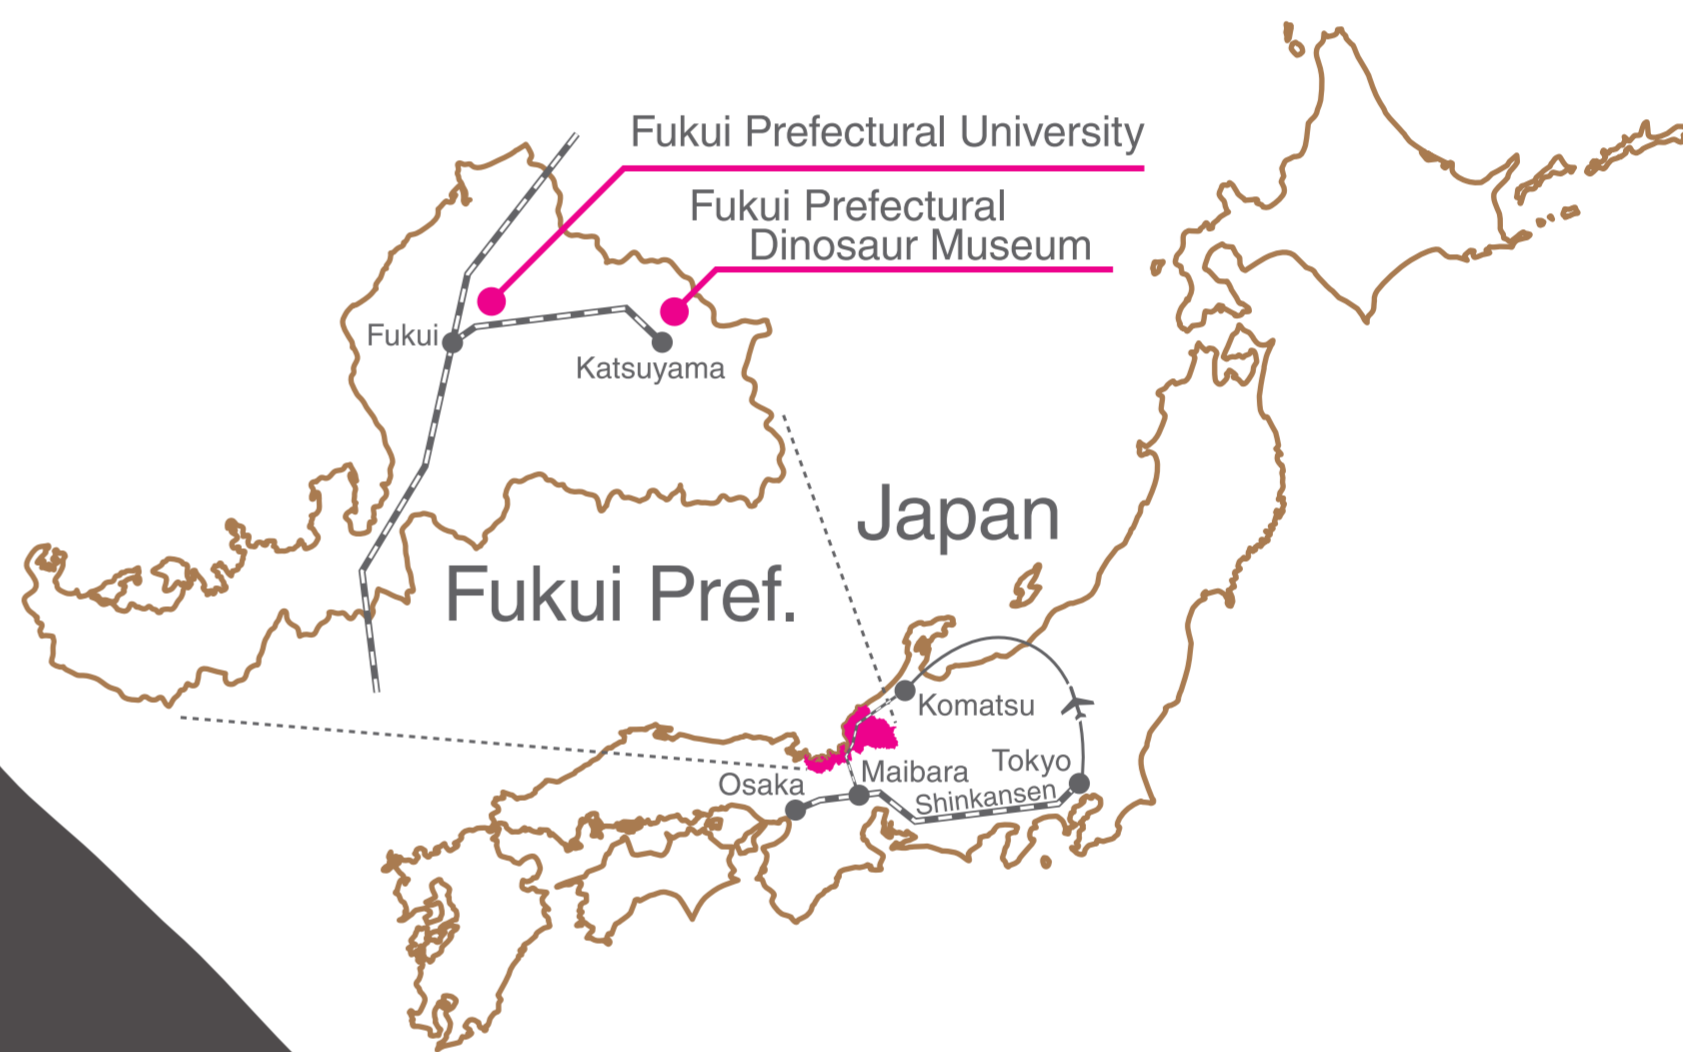 Fukui Prefectural University
Fukui Prefectural
Dinosaur Museum
Fukui
Katsuyama
Japan
Fukui Pref.
Komatsu
Tokyo
Maibara
Osaka
Shinkansen